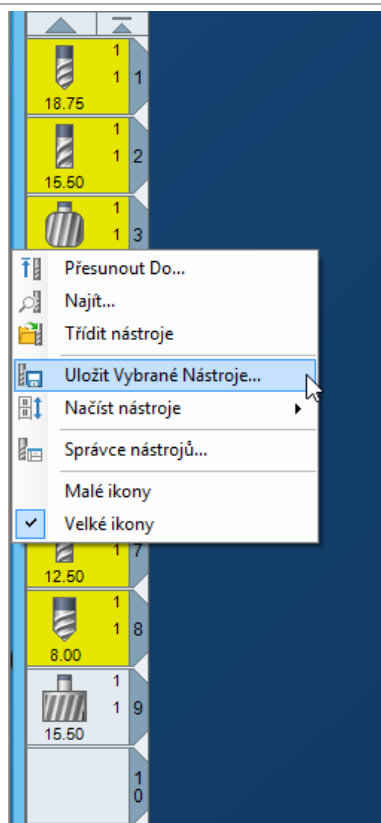 1
1 1
18.75
1
1 2
15.50
1
1 3
Přesunout Do...
Najít...
Třídit nástroje
Uložit Vybrané Nástroje...
Načíst nástroje
Správce nástrojů...
Malé ikony
Velké ikony
1 7
12.50
1
1 8
8.00
1
1 9
15.50
1
0